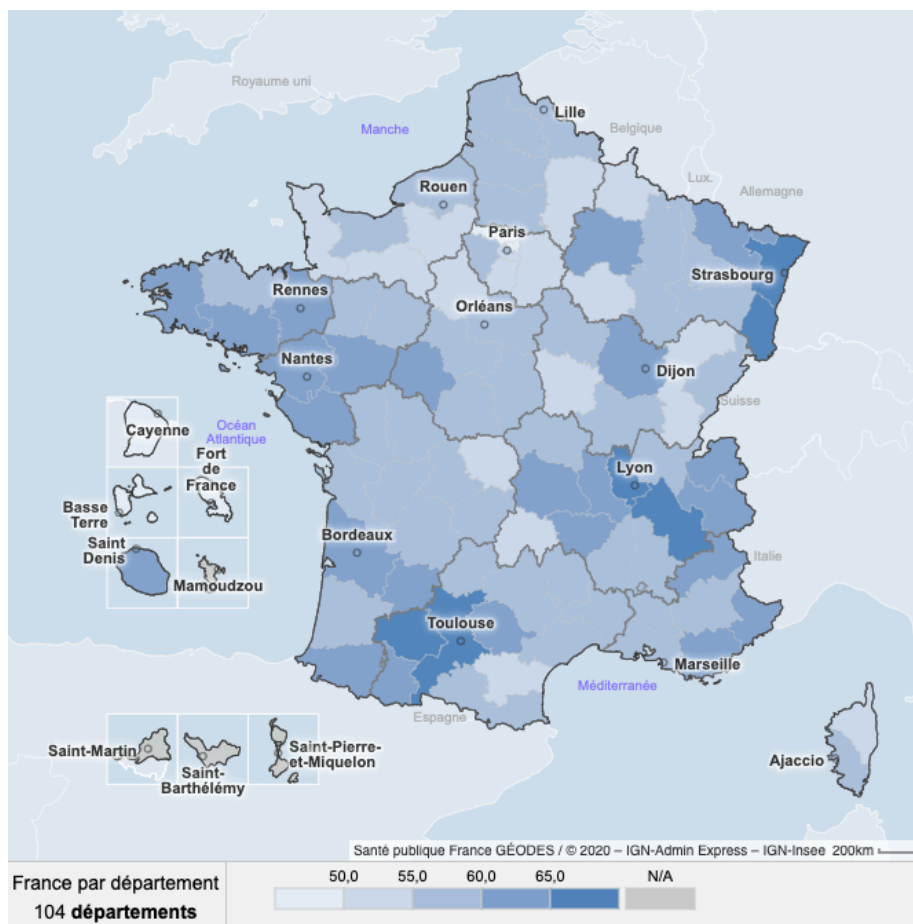 Royaume uni
Lille
Manche
Belgique
Lux.
Allemagne
Rouen
Paris
Strasbourg
Rennes
Orléans
Nantes
Dijon
Suisse
Cayenne
Océan
Atlantique
Fort
de
France
Lyon
Basse
Terre
Saint
Denis
Bordeaux
Italie
Mamoudzou
Toulouse
Marseille
Méditerranée
Espagne
Saint-Martin
Saint-
Barthélémy
Saint-Pierre-
et-Miquelon
Ajaccio
Santé publique France GÉODES / © 2020 – IGN-Admin Express – IGN-Insee 200km
France par département
104 départements
50,0 55,0 60,0 65,0 N/A